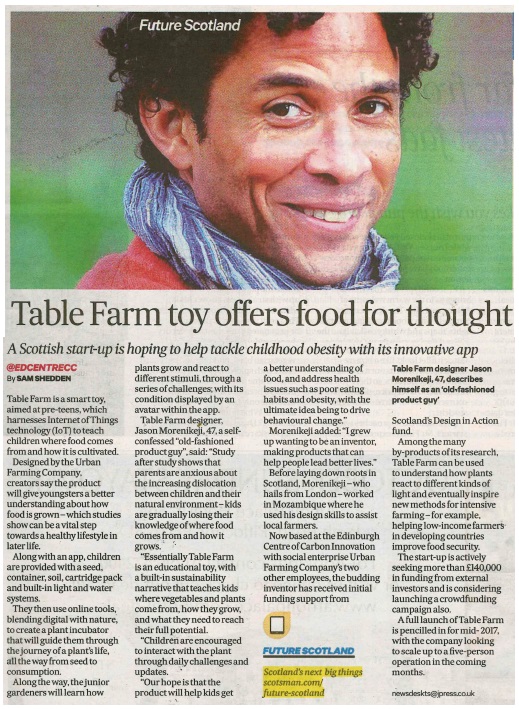 Future Scotland
Table Farm toy offers food for thought
A Scottish start-up is hoping to help tackle childhood obesity with its innovative app
@EDCENTRECC
By SAM SHEDDEN
Table Farm is a smart toy,
aimed at pre-teens, which
harnesses Internet of Things
technology (IoT) to teach
children where food comes
from and how it is cultivated.
Designed by the Urban
Farming Company,
creators say the product
will give youngsters a better
understanding about how
food is grown – which studies
show can be a vital step
towards a healthy lifestyle in
later life.
Along with an app, children
are provided with a seed,
container, soil, cartridge pack
and built-in light and water
systems.
They then use online tools,
blending digital with nature,
to create a plant incubator
that will guide them through
the journey of a plant's life,
all the way from seed to
consumption.
Along the way, the junior
gardeners will learn how
plants grow and react to
different stimuli, through a
series of challenges; with its
condition displayed by an
avatar within the app.
Table Farm designer,
Jason Morenikeji, 47, a self-
confessed "old-fashioned
product guy", said: "Study
after study shows that
parents are anxious about
the increasing dislocation
between children and their
natural environment – kids
are gradually losing their
knowledge of where food
comes from and how it
grows.
"Essentially Table Farm
is an educational toy, with
a built-in sustainability
narrative that teaches kids
where vegetables and plants
come from, how they grow,
and what they need to reach
their full potential.
"Children are encouraged
to interact with the plant
through daily challenges and
updates.
"Our hope is that the
product will help kids get
a better understanding of
food, and address health
issues such as poor eating
habits and obesity, with the
ultimate idea being to drive
behavioural change."
Morenikeji added: "I grew
up wanting to be an inventor,
making products that can
help people lead better lives."
Before laying down roots in
Scotland, Morenikeji – who
hails from London – worked
in Mozambique where he
used his design skills to assist
local farmers.
Now based at the Edinburgh
Centre of Carbon Innovation
with social enterprise Urban
Farming Company's two
other employees, the budding
inventor has received initial
funding support from
FUTURE SCOTLAND
Scotland's next big things
scotsman.com/
future-scotland
Table Farm designer Jason
Morenikeji, 47, describes
himself as an 'old-fashioned
product guy'
Scotland's Design in Action
fund.
Among the many
by-products of its research,
Table Farm can be used
to understand how plants
react to different kinds of
light and eventually inspire
new methods for intensive
farming – for example,
helping low-income farmers
in developing countries
improve food security.
The start-up is actively
seeking more than £140,000
in funding from external
investors and is considering
launching a crowdfunding
campaign also.
A full launch of Table Farm
is pencilled in for mid-2017,
with the company looking
to scale up to a five-person
operation in the coming
months.
newsdeskts@jpress.co.uk